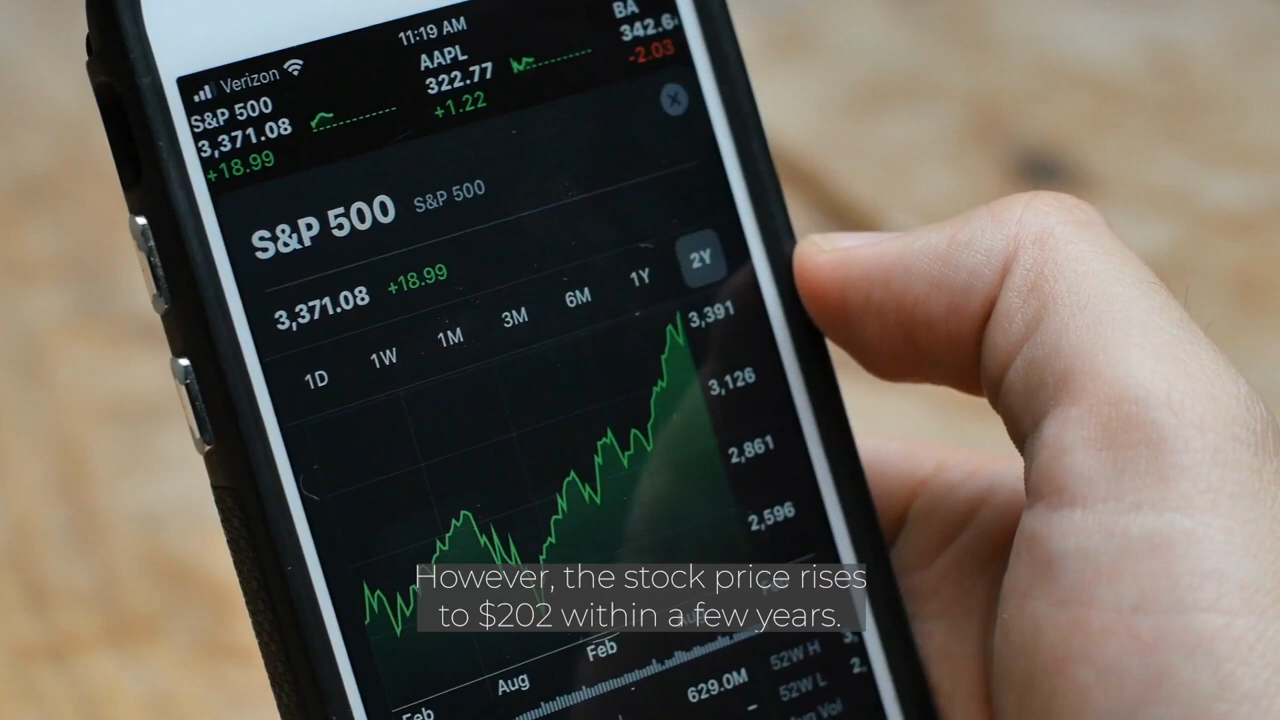 11:19 AM
Verizon
S&P 500
3,371.08
+18.99
AAPL
322.77
+1.22
BA
342.6
-2.03
S&P 500 S&P 500
3,371.08 +18.99
1D 1W 1M 3M 6M 1Y 2Y
3,391
3,126
2,861
2,596
However, the stock price rises
to $202 within a few years.
Feb Aug Feb
629.0M
52W H
52W L
Vol